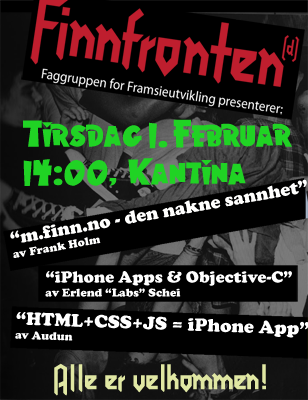 Finnfronten(d)
Faggruppen for Framsieutvikling presenterer:
Tirsdag 1. Februar
14:00, Kantina
"m.finn.no - den nakne sannhet"
av Frank Holm
"iPhone Apps & Objective-C"
av Erlend "Labs" Schei
"HTML+CSS+JS = iPhone App"
av Audun
Alle er velkommen!